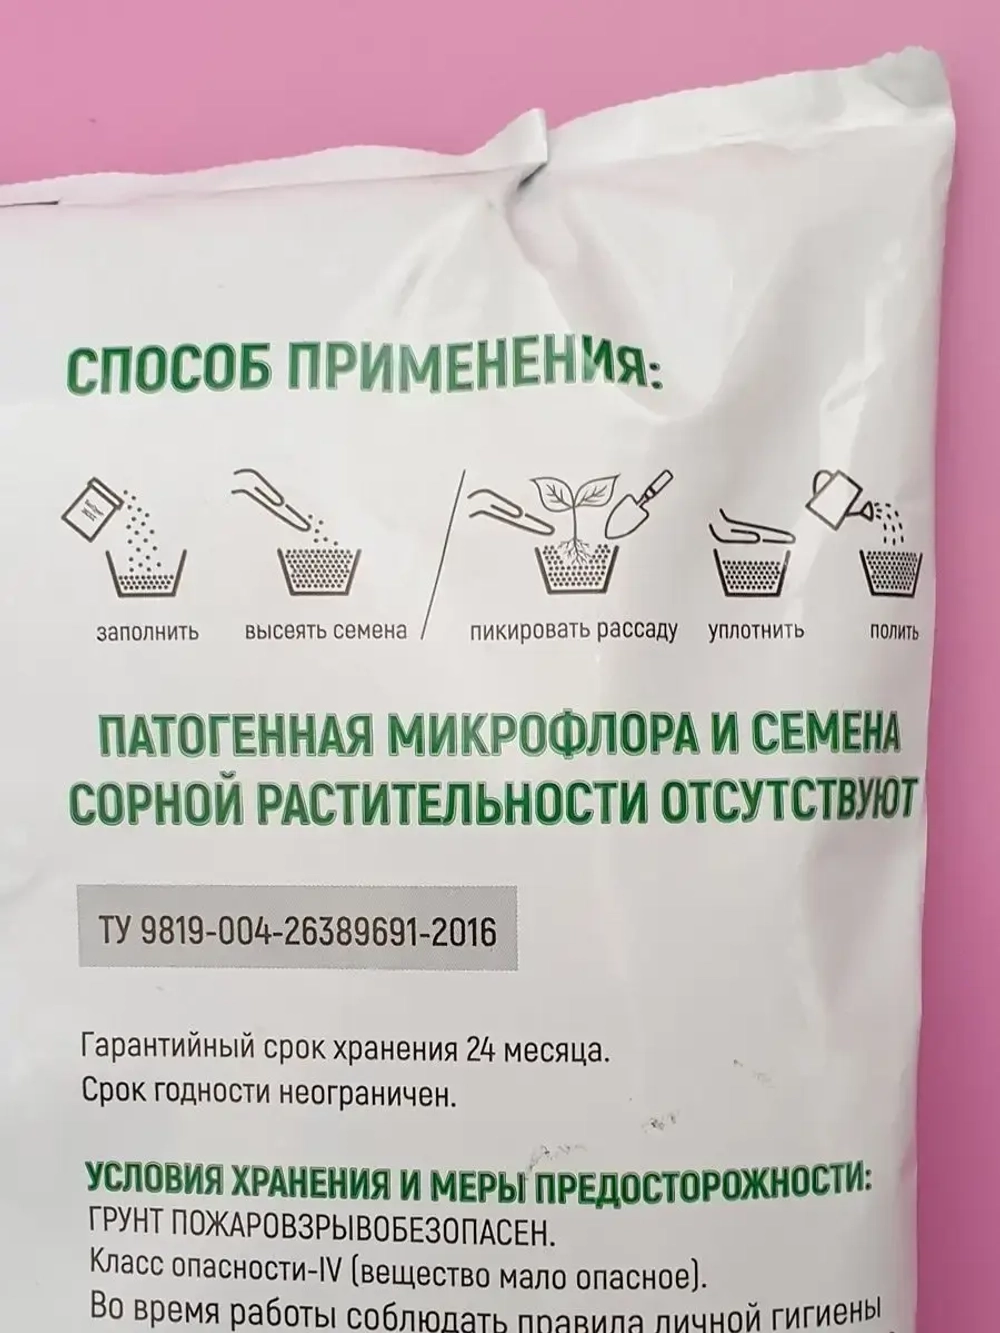 СПОСОБ ПРИМЕНЕНИЯ:
заполнить высеять семена / пикировать рассаду уплотнить полить
ПАТОГЕННАЯ МИКРОФЛОРА И СЕМЕНА
СОРНОЙ РАСТИТЕЛЬНОСТИ ОТСУТСТВУЮТ
ТУ 9819-004-26389691-2016
Гарантийный срок хранения 24 месяца.
Срок годности неограничен.
УСЛОВИЯ ХРАНЕНИЯ И МЕРЫ ПРЕДОСТОРОЖНОСТИ:
ГРУНТ ПОЖАРОВЗРЫВОБЕЗОПАСЕН.
Класс опасности-IV (вещество мало опасное).
Во время работы соблюдать правила личной гигиены